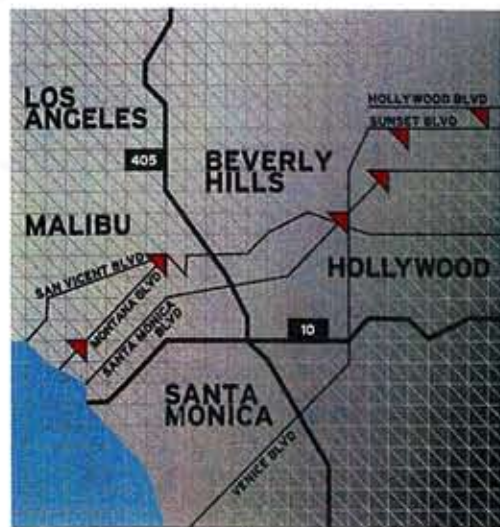 LOS
ANGELES
HOLLYWOOD BLVD
SUNSET BLVD
405
BEVERLY
HILLS
MALIBU
SAN VICENT BLVD
HOLLYWOOD
MONTANA BLVD
SANTA MONICA
BLVD
10
SANTA
MONICA
VENICE BLVD